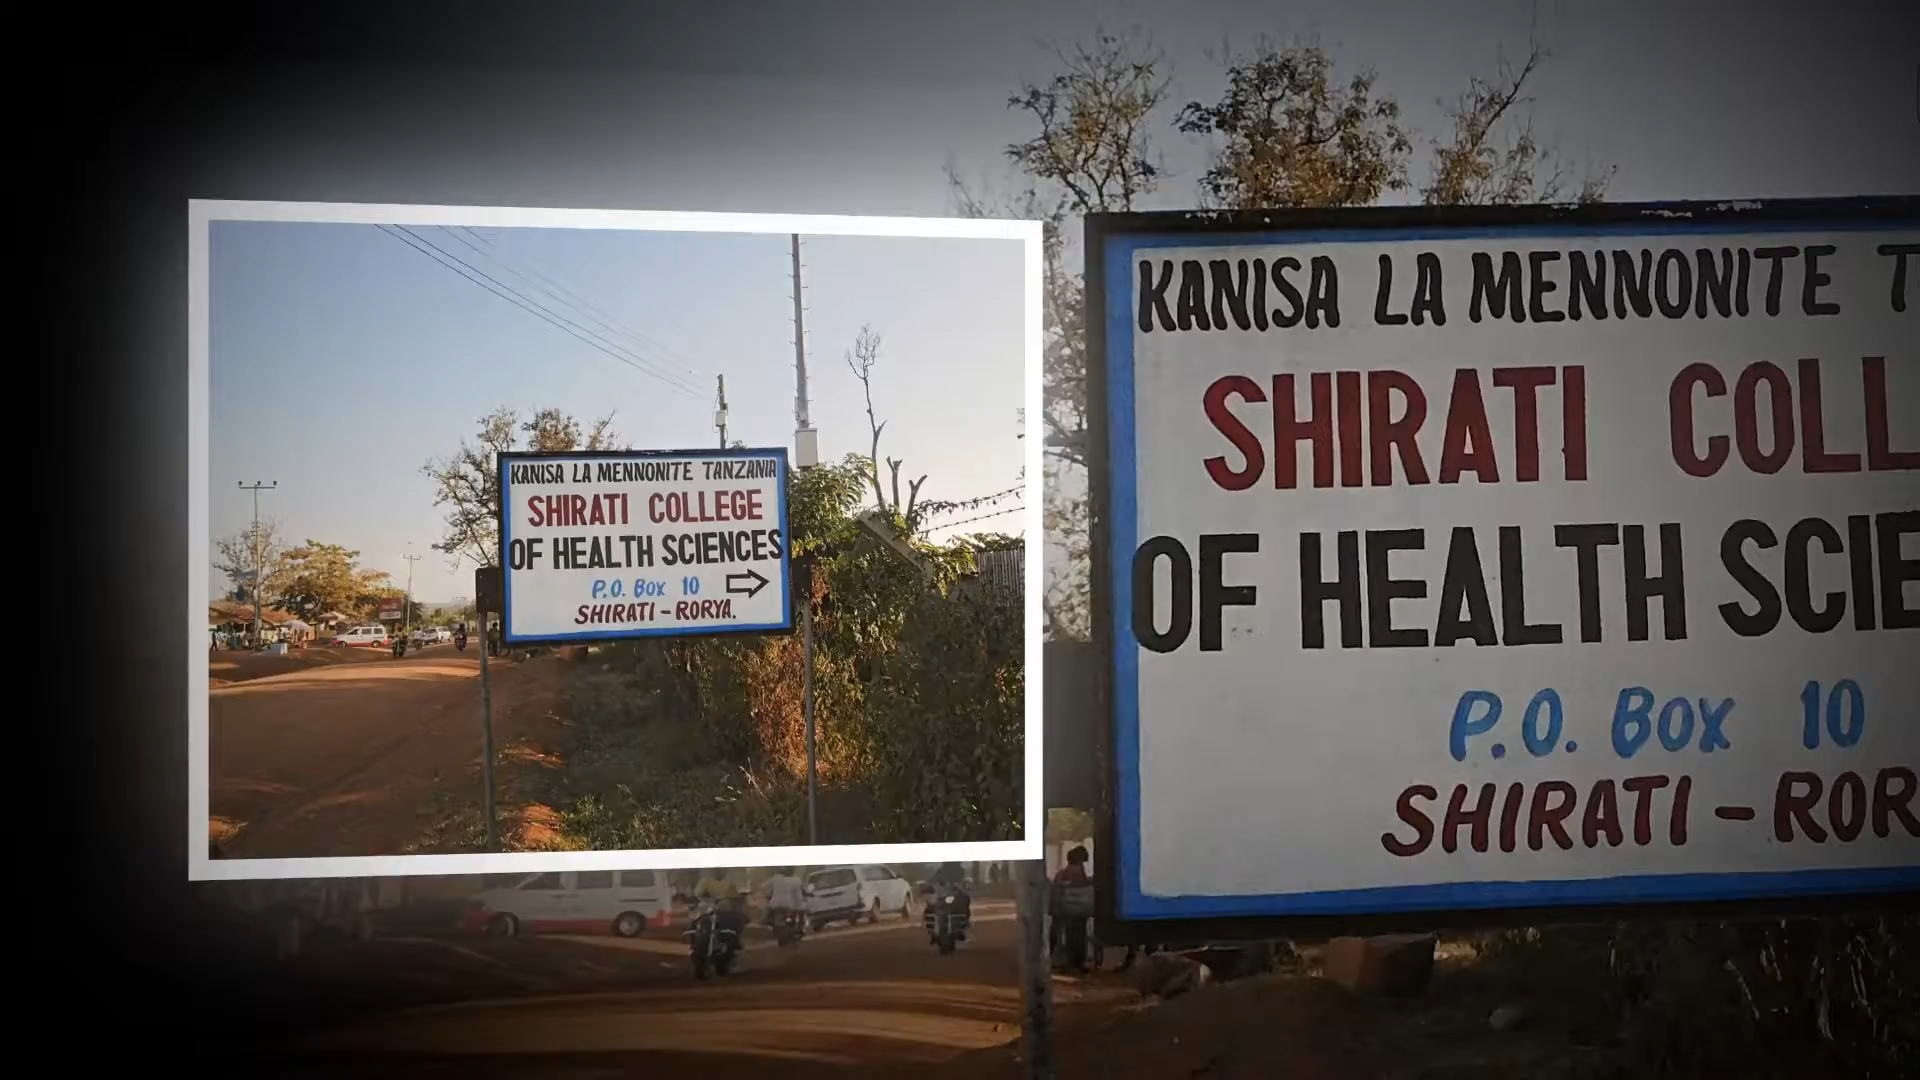 KANISA LA MENNONITE TANZANIA
SHIRATI COLLEGE
OF HEALTH SCIENCES
P.O. Box 10
SHIRATI - RORYA.
KANISA LA MENNONITE T
SHIRATI COLL
OF HEALTH SCIE
P.O. Box 10
SHIRATI - ROR